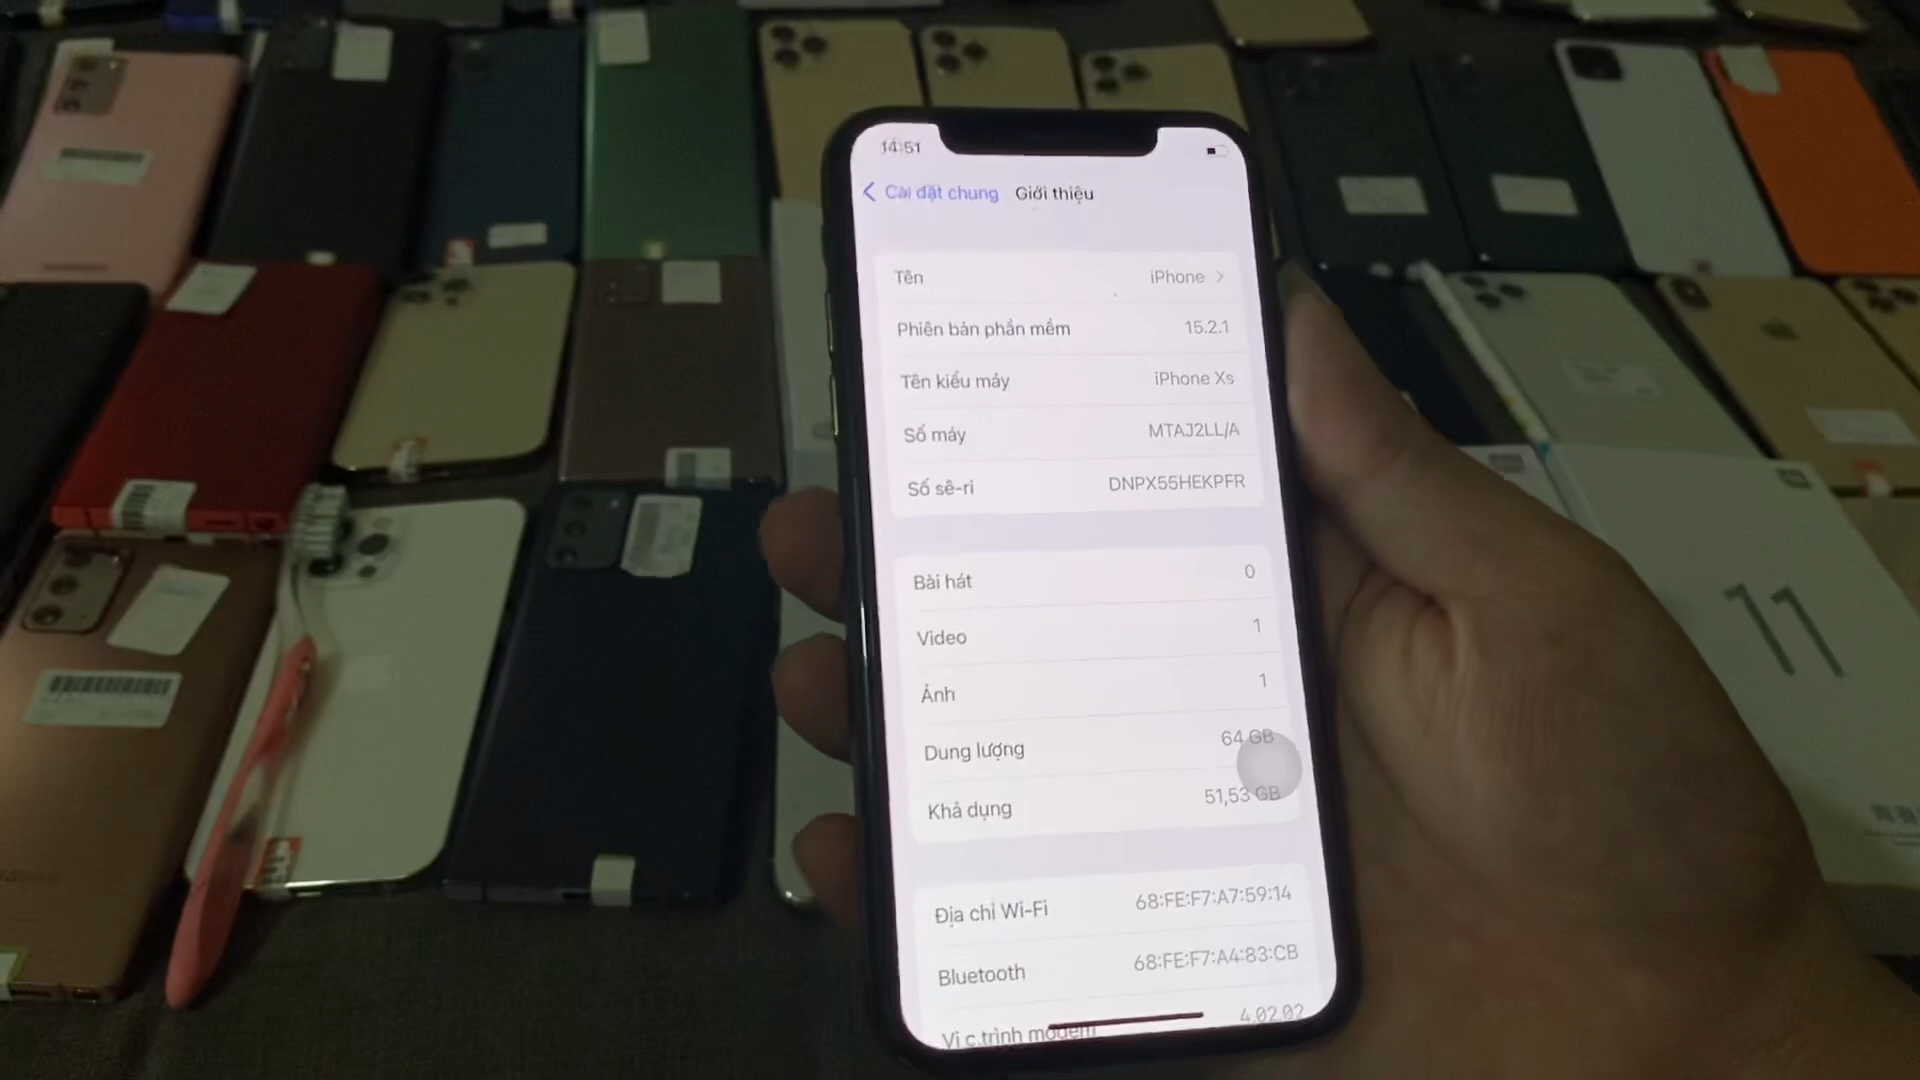 14:51
Cài đặt chung Giới thiệu
Tên iPhone
Phiên bản phần mềm 15.2.1
Tên kiểu máy iPhone Xs
Số máy MTAJ2LL/A
Số sê-ri DNPX55HEKPFR
Bài hát 0
Video 1
Ảnh 1
Dung lượng 64 GB
Khả dụng 51,53 GB
Địa chỉ Wi-Fi 68:FE:F7:A7:59:14
Bluetooth 68:FE:F7:A4:83:CB
Vi c.trình modem 4.02.02
11